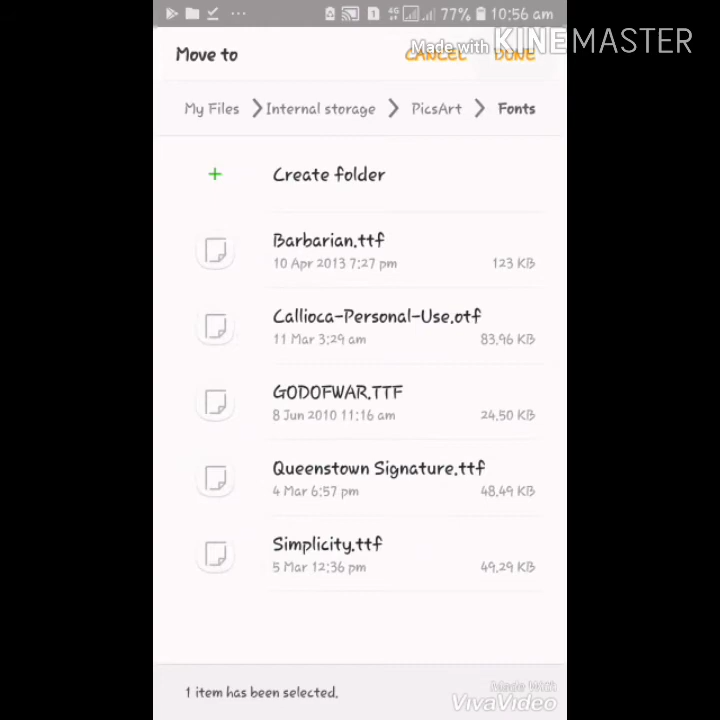 77% 10:56 am
Made with KINEMASTER
Move to CANCEL DONE
My Files Internal storage PicsArt Fonts
+ Create folder
Barbarian.ttf
10 Apr 2013 7:27 pm 123 KB
Callioca-Personal-Use.otf
11 Mar 3:29 am 83.96 KB
GODOFWAR.TTF
8 Jun 2010 11:16 am 24.50 KB
Queenstown Signature.ttf
4 Mar 6:57 pm 48.49 KB
Simplicity.ttf
5 Mar 12:36 pm 49.29 KB
1 item has been selected.
Made With
VivaVideo